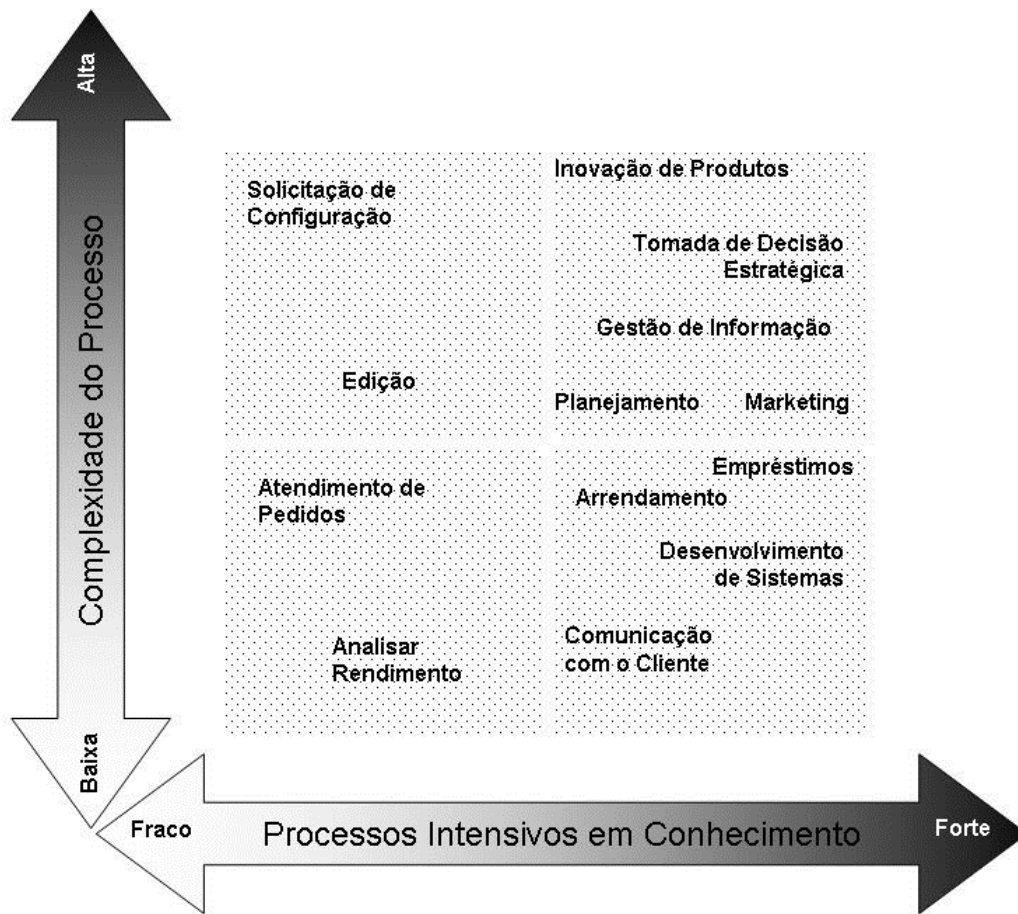 Alta
Complexidade do Processo
Baixa
Solicitação de
Configuração
Edição
Inovação de Produtos
Tomada de Decisão
Estratégica
Gestão de Informação
Planejamento
Marketing
Atendimento de
Pedidos
Analisar
Rendimento
Empréstimos
Arrendamento
Desenvolvimento
de Sistemas
Comunicação
com o Cliente
Fraco
Processos Intensivos em Conhecimento
Forte